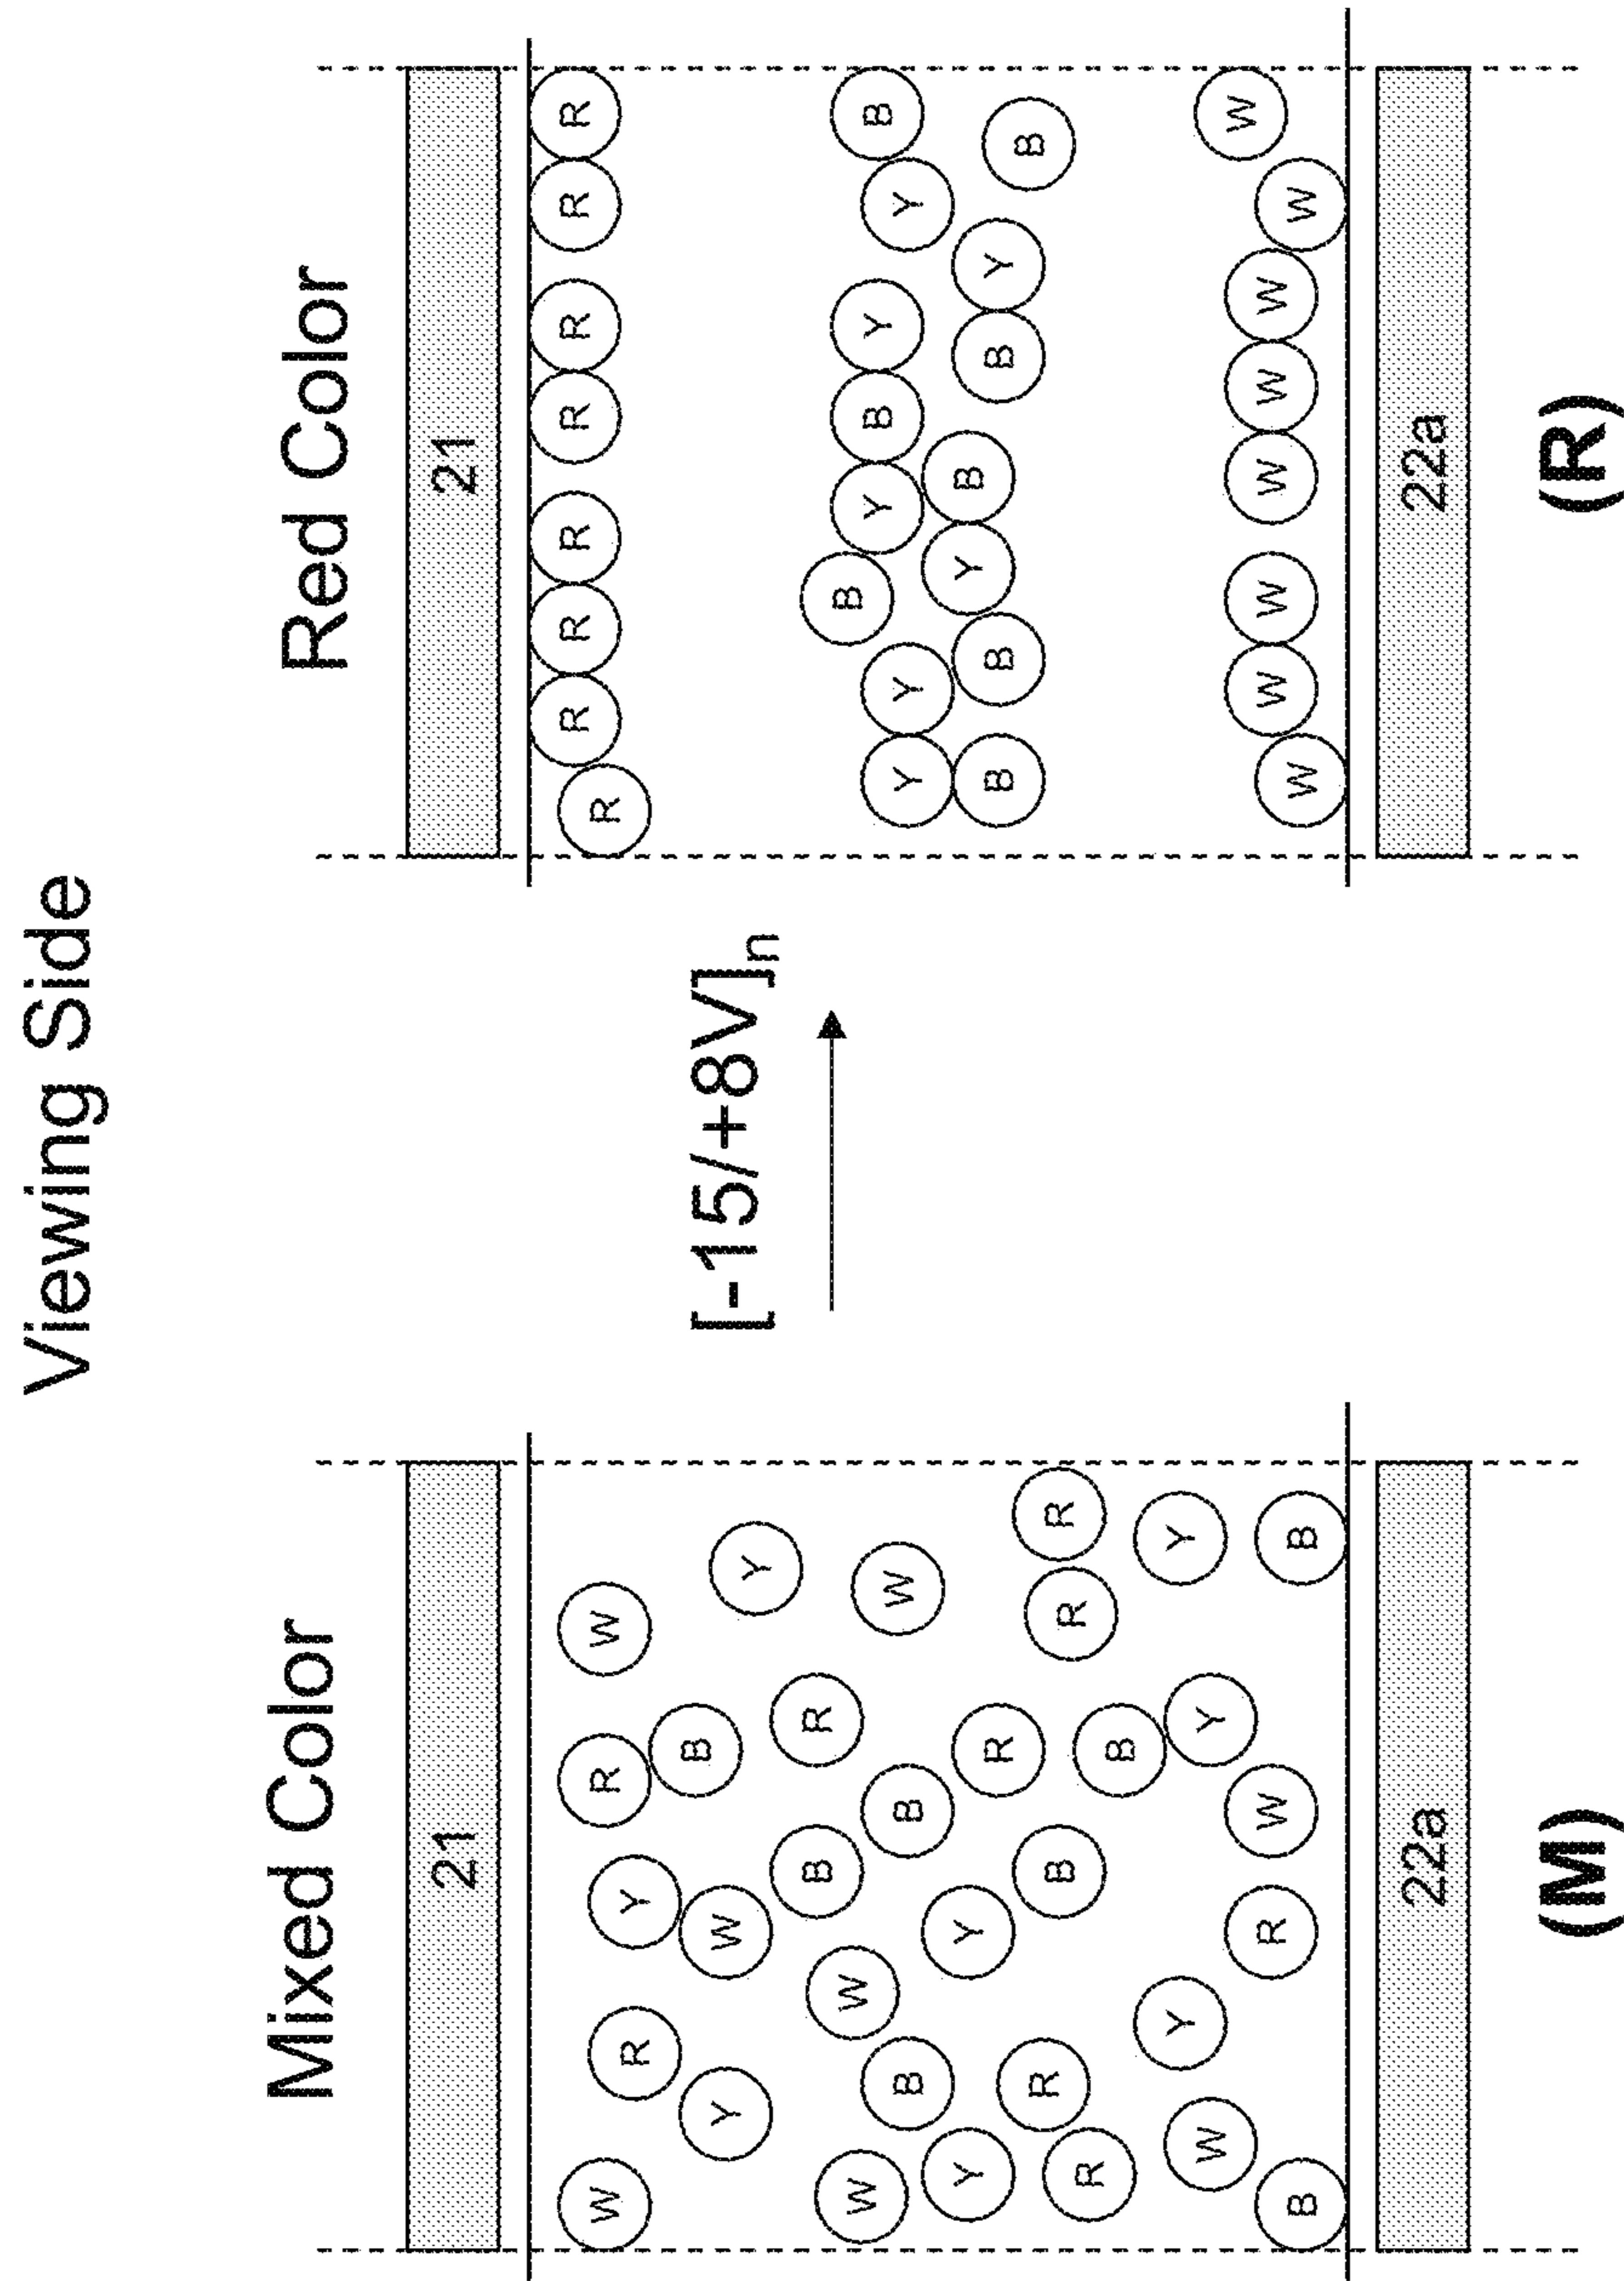 Viewing Side
Mixed Color
21
W R Y R W
Y W B Y
W W B R
B B W
Y Y R
R B R R
R B
W Y Y Y
B R W B
22a
(M)
[-15/+8V]n
Red Color
21
R R R R R R R R
Y Y B Y B Y Y B
B B Y B B Y B
W W W W W W W W
22a
(R)